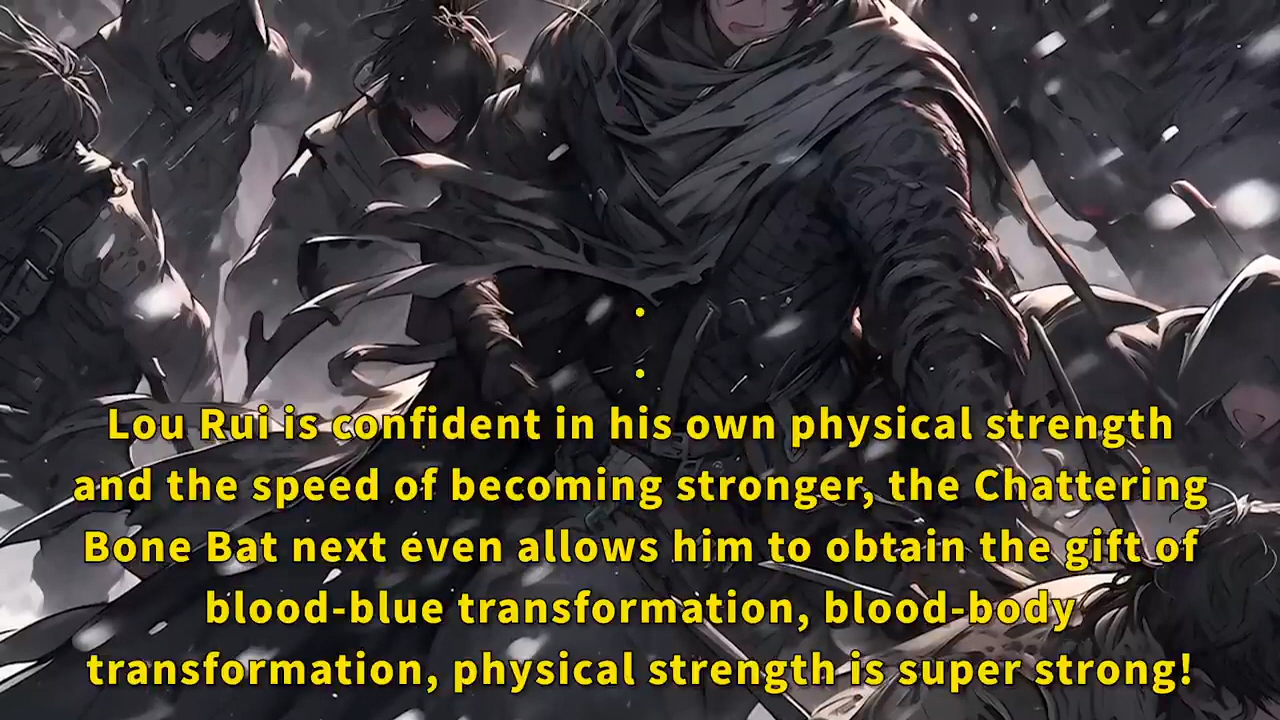 .
.
Lou Rui is confident in his own physical strength
and the speed of becoming stronger, the Chattering
Bone Bat next even allows him to obtain the gift of
blood-blue transformation, blood-body
transformation, physical strength is super strong!